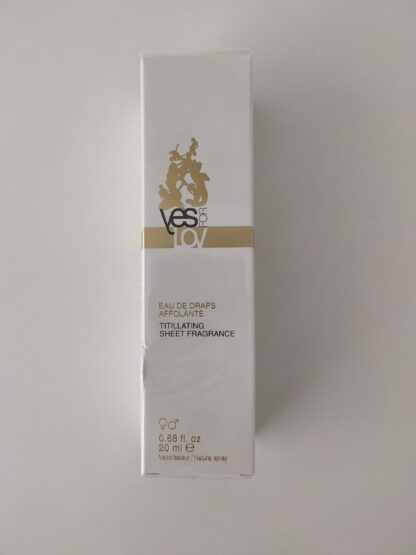 yes FOR
LOV
EAU DE DRAPS
AFFOLANTE
TITILLATING
SHEET FRAGRANCE
♀♂
0.68 fl. oz
20 ml ℮
Vaporisateur / Natural spray